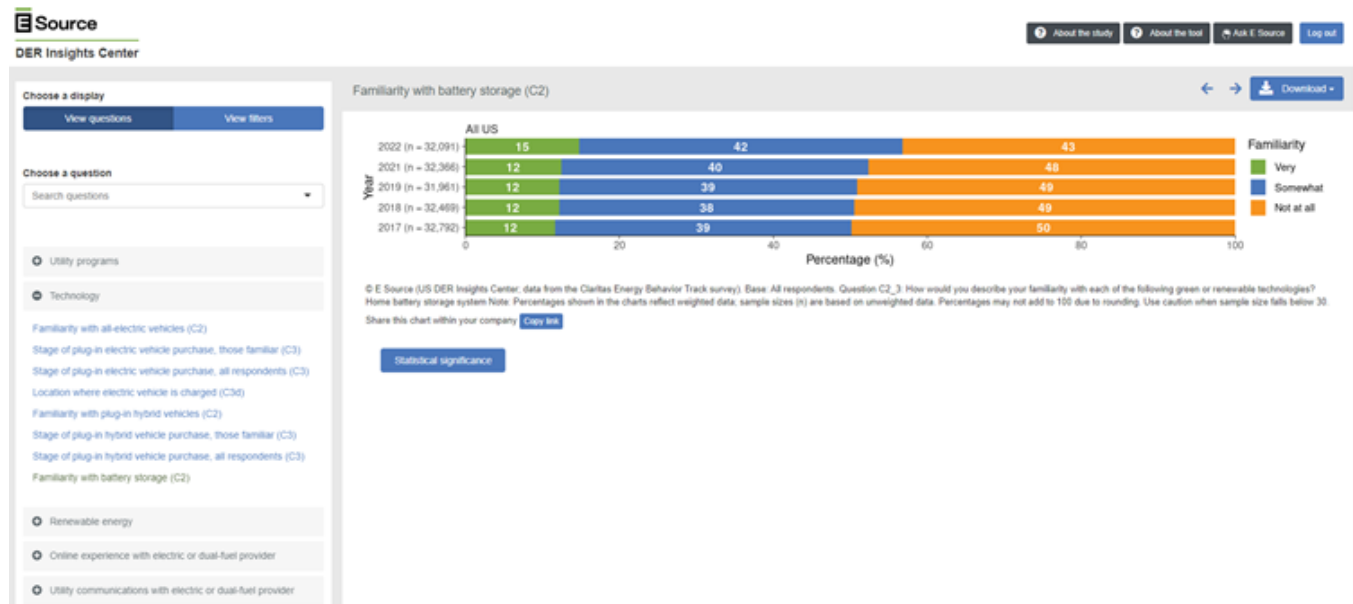 E Source
DER Insights Center
About the study
About the tool
Ask E Source
Log out
Choose a display
View questions
View filters
Choose a question
Search questions
Utility programs
Technology
Familiarity with all-electric vehicles (C2)
Stage of plug-in electric vehicle purchase, those familiar (C3)
Stage of plug-in electric vehicle purchase, all respondents (C3)
Location where electric vehicle is charged (C3d)
Familiarity with plug-in hybrid vehicles (C2)
Stage of plug-in hybrid vehicle purchase, those familiar (C3)
Stage of plug-in hybrid vehicle purchase, all respondents (C3)
Familiarity with battery storage (C2)
Renewable energy
Online experience with electric or dual-fuel provider
Utility communications with electric or dual-fuel provider
Familiarity with battery storage (C2)
Download
All US
Year
2022 (n = 32,091) 15 42 43
2021 (n = 32,366) 12 40 48
2019 (n = 31,961) 12 39 49
2018 (n = 32,469) 12 38 49
2017 (n = 32,792) 12 39 50
0 20 40 60 80 100
Percentage (%)
Familiarity
Very
Somewhat
Not at all
© E Source (US DER Insights Center; data from the Claritas Energy Behavior Track survey). Base: All respondents. Question C2_3: How would you describe your familiarity with each of the following green or renewable technologies?
Home battery storage system Note: Percentages shown in the charts reflect weighted data; sample sizes (n) are based on unweighted data. Percentages may not add to 100 due to rounding. Use caution when sample size falls below 30.
Share this chart within your company Copy link
Statistical significance